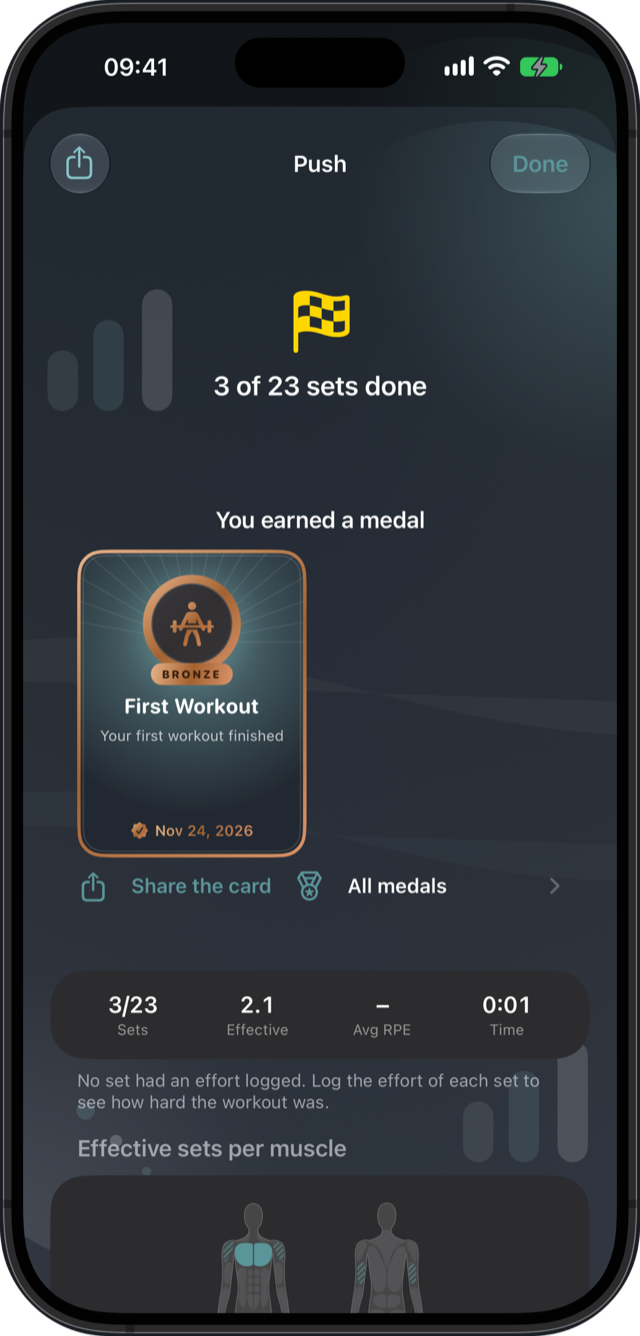 09:41
Push
Done
3 of 23 sets done
You earned a medal
BRONZE
First Workout
Your first workout finished
Nov 24, 2026
Share the card
All medals
3/23
2.1
–
0:01
Sets
Effective
Avg RPE
Time
No set had an effort logged. Log the effort of each set to
see how hard the workout was.
Effective sets per muscle